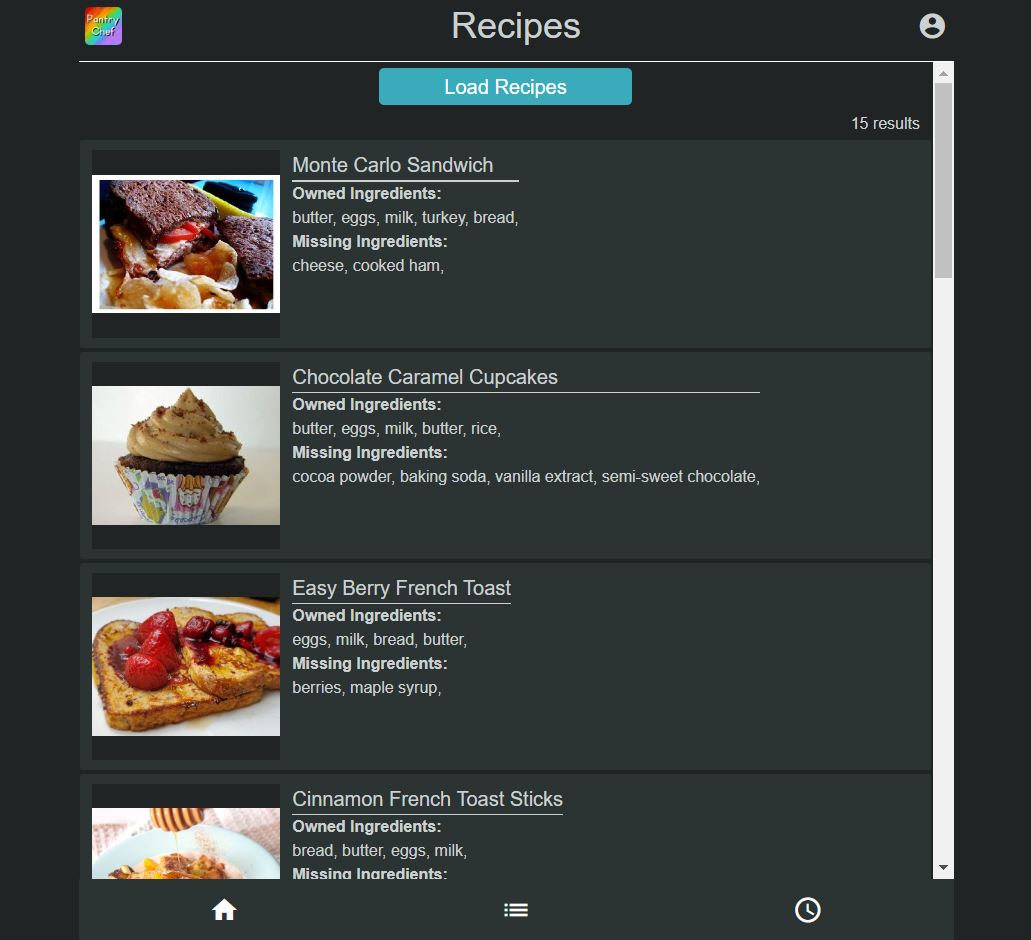 Pantry
Chef
Recipes
Load Recipes
15 results
Monte Carlo Sandwich
Owned Ingredients:
butter, eggs, milk, turkey, bread,
Missing Ingredients:
cheese, cooked ham,
Chocolate Caramel Cupcakes
Owned Ingredients:
butter, eggs, milk, butter, rice,
Missing Ingredients:
cocoa powder, baking soda, vanilla extract, semi-sweet chocolate,
Easy Berry French Toast
Owned Ingredients:
eggs, milk, bread, butter,
Missing Ingredients:
berries, maple syrup,
Cinnamon French Toast Sticks
Owned Ingredients:
bread, butter, eggs, milk,
Missing Ingredients: